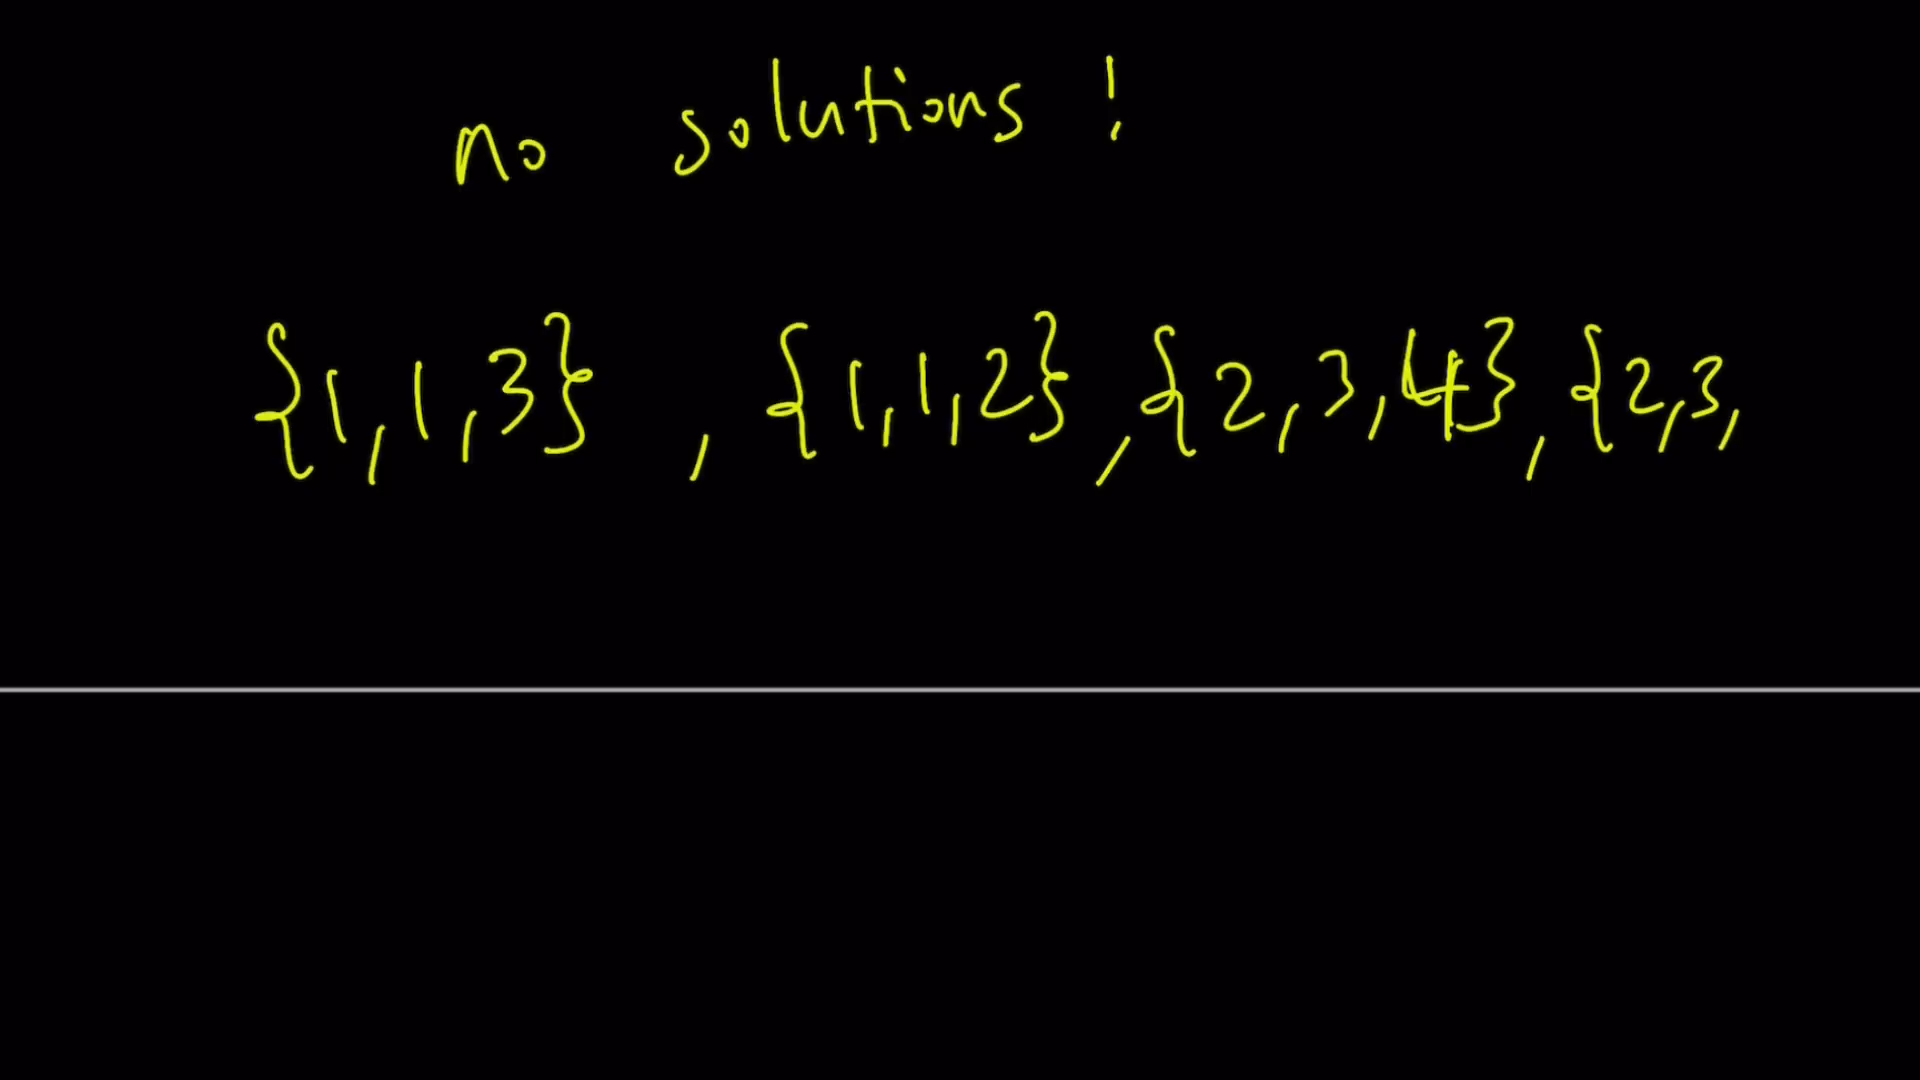 no solutions !
{1,1,3} , {1,1,2} , {2,3,4} , {2,3,